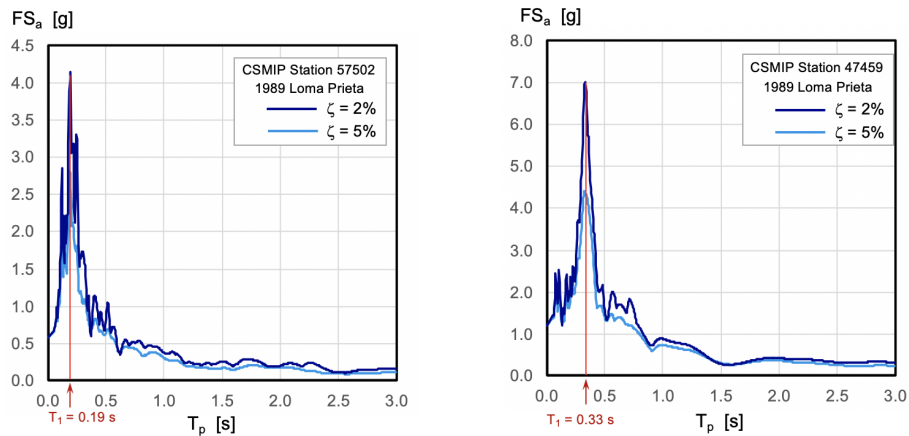 FSa [g]
4.5
4.0
3.5
3.0
2.5
2.0
1.5
1.0
0.5
0.0
CSMIP Station 57502
1989 Loma Prieta
ζ = 2%
ζ = 5%
0.0 0.5 1.0 1.5 2.0 2.5 3.0
T1 = 0.19 s
Tp [s]
FSa [g]
8.0
7.0
6.0
5.0
4.0
3.0
2.0
1.0
0.0
CSMIP Station 47459
1989 Loma Prieta
ζ = 2%
ζ = 5%
0.0 0.5 1.0 1.5 2.0 2.5 3.0
T1 = 0.33 s
Tp [s]